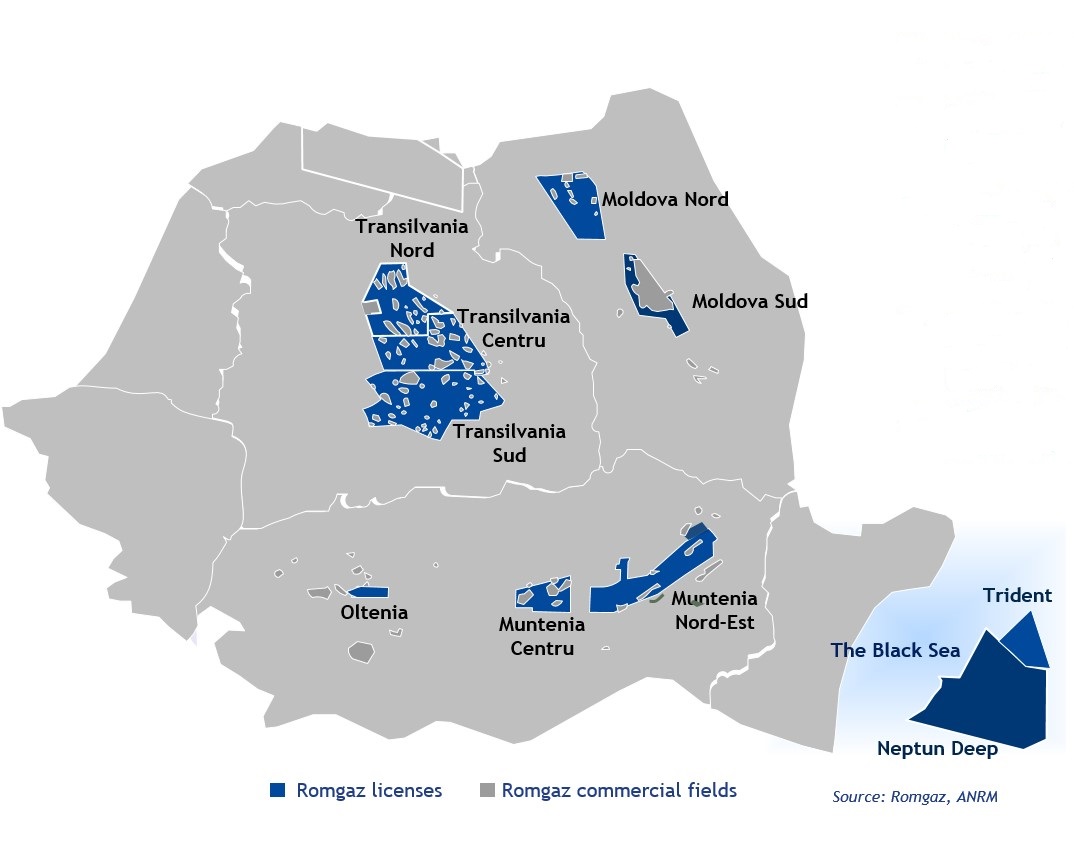 Moldova Nord
Transilvania
Nord
Moldova Sud
Transilvania
Centru
Transilvania
Sud
Trident
Oltenia
Muntenia
Centru
Muntenia
Nord-Est
The Black Sea
Neptun Deep
Romgaz licenses
Romgaz commercial fields
Source: Romgaz, ANRM